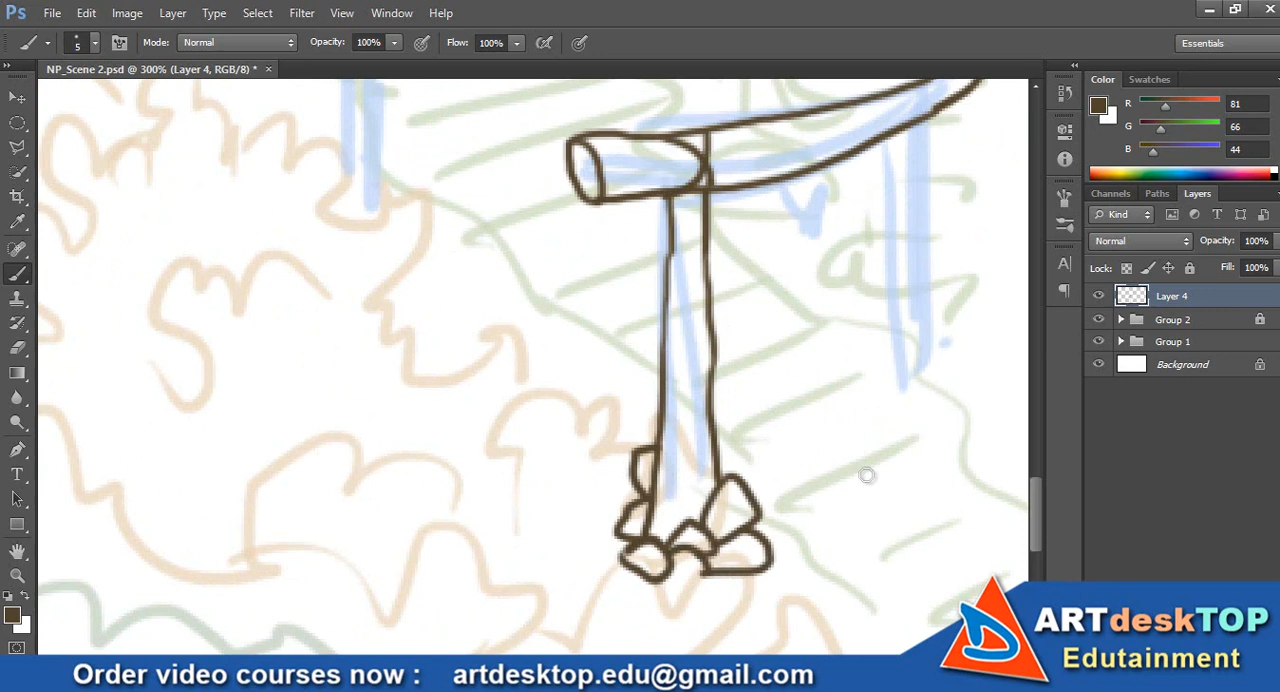 Ps File Edit Image Layer Type Select Filter View Window Help
5 Mode: Normal Opacity: 100% Flow: 100% Essentials
NP_Scene 2.psd @ 300% (Layer 4, RGB/8) * ×
Color Swatches
R 81
G 66
B 44
Channels Paths Layers
Kind
Normal Opacity: 100%
Lock: Fill: 100%
Layer 4
Group 2
Group 1
Background
ARTdeskTOP
Edutainment
Order video courses now : artdesktop.edu@gmail.com